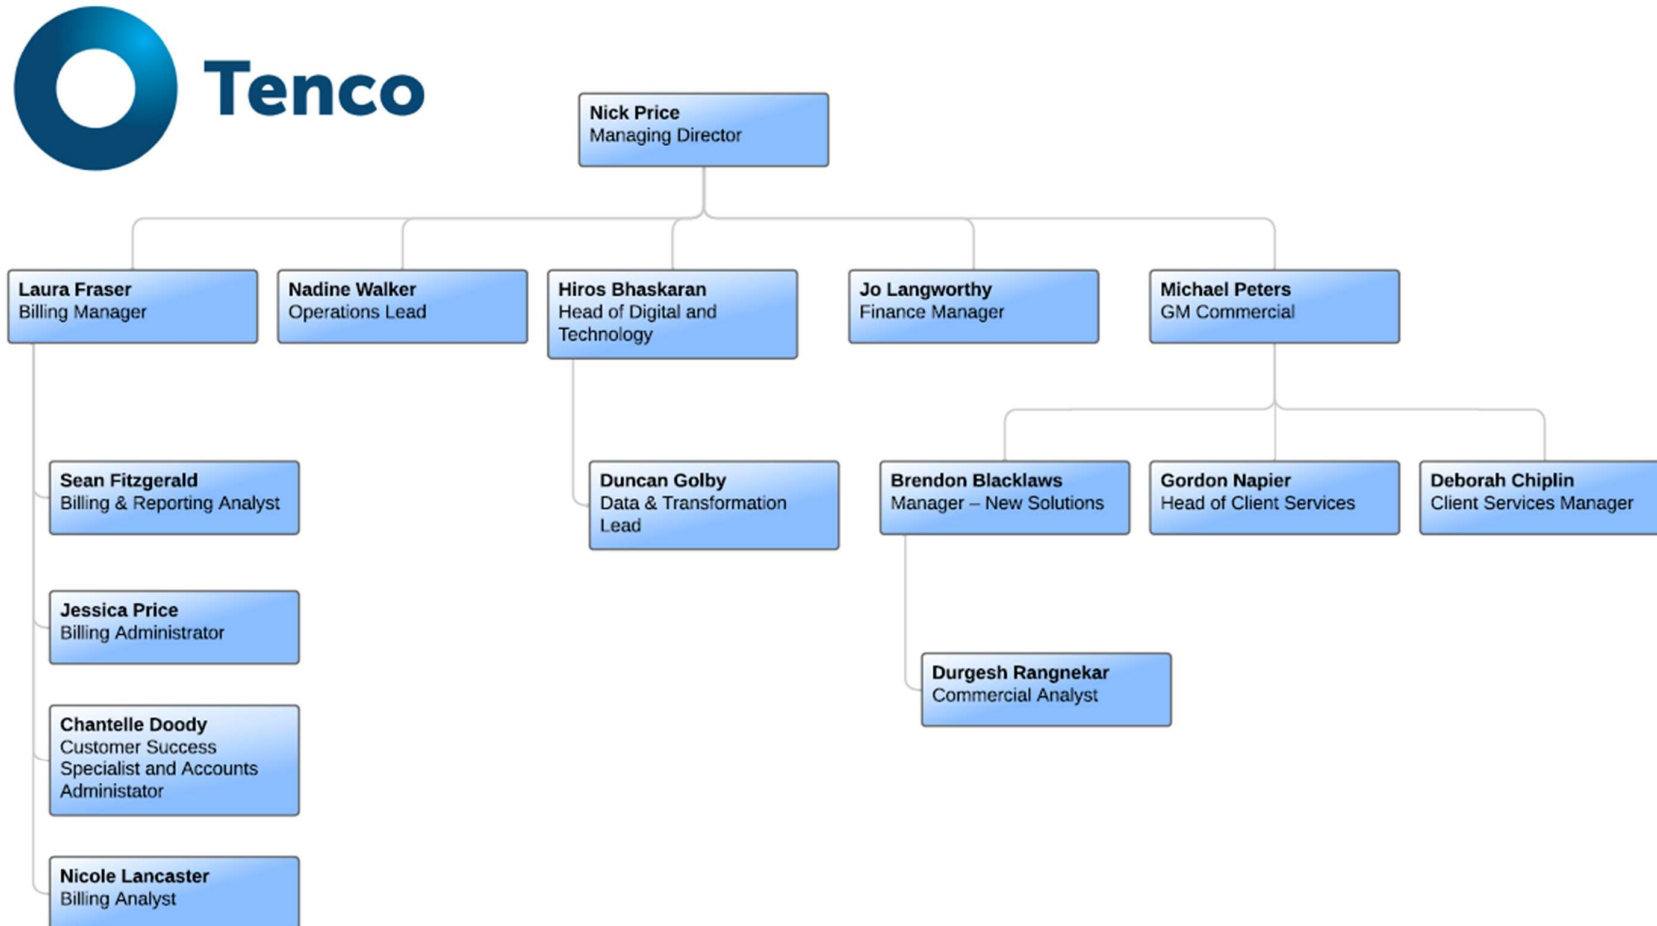 Tenco
Nick Price
Managing Director
Laura Fraser
Billing Manager
Nadine Walker
Operations Lead
Hiros Bhaskaran
Head of Digital and
Technology
Jo Langworthy
Finance Manager
Michael Peters
GM Commercial
Sean Fitzgerald
Billing & Reporting Analyst
Duncan Golby
Data & Transformation
Lead
Brendon Blacklaws
Manager – New Solutions
Gordon Napier
Head of Client Services
Deborah Chiplin
Client Services Manager
Jessica Price
Billing Administrator
Durgesh Rangnekar
Commercial Analyst
Chantelle Doody
Customer Success
Specialist and Accounts
Administator
Nicole Lancaster
Billing Analyst